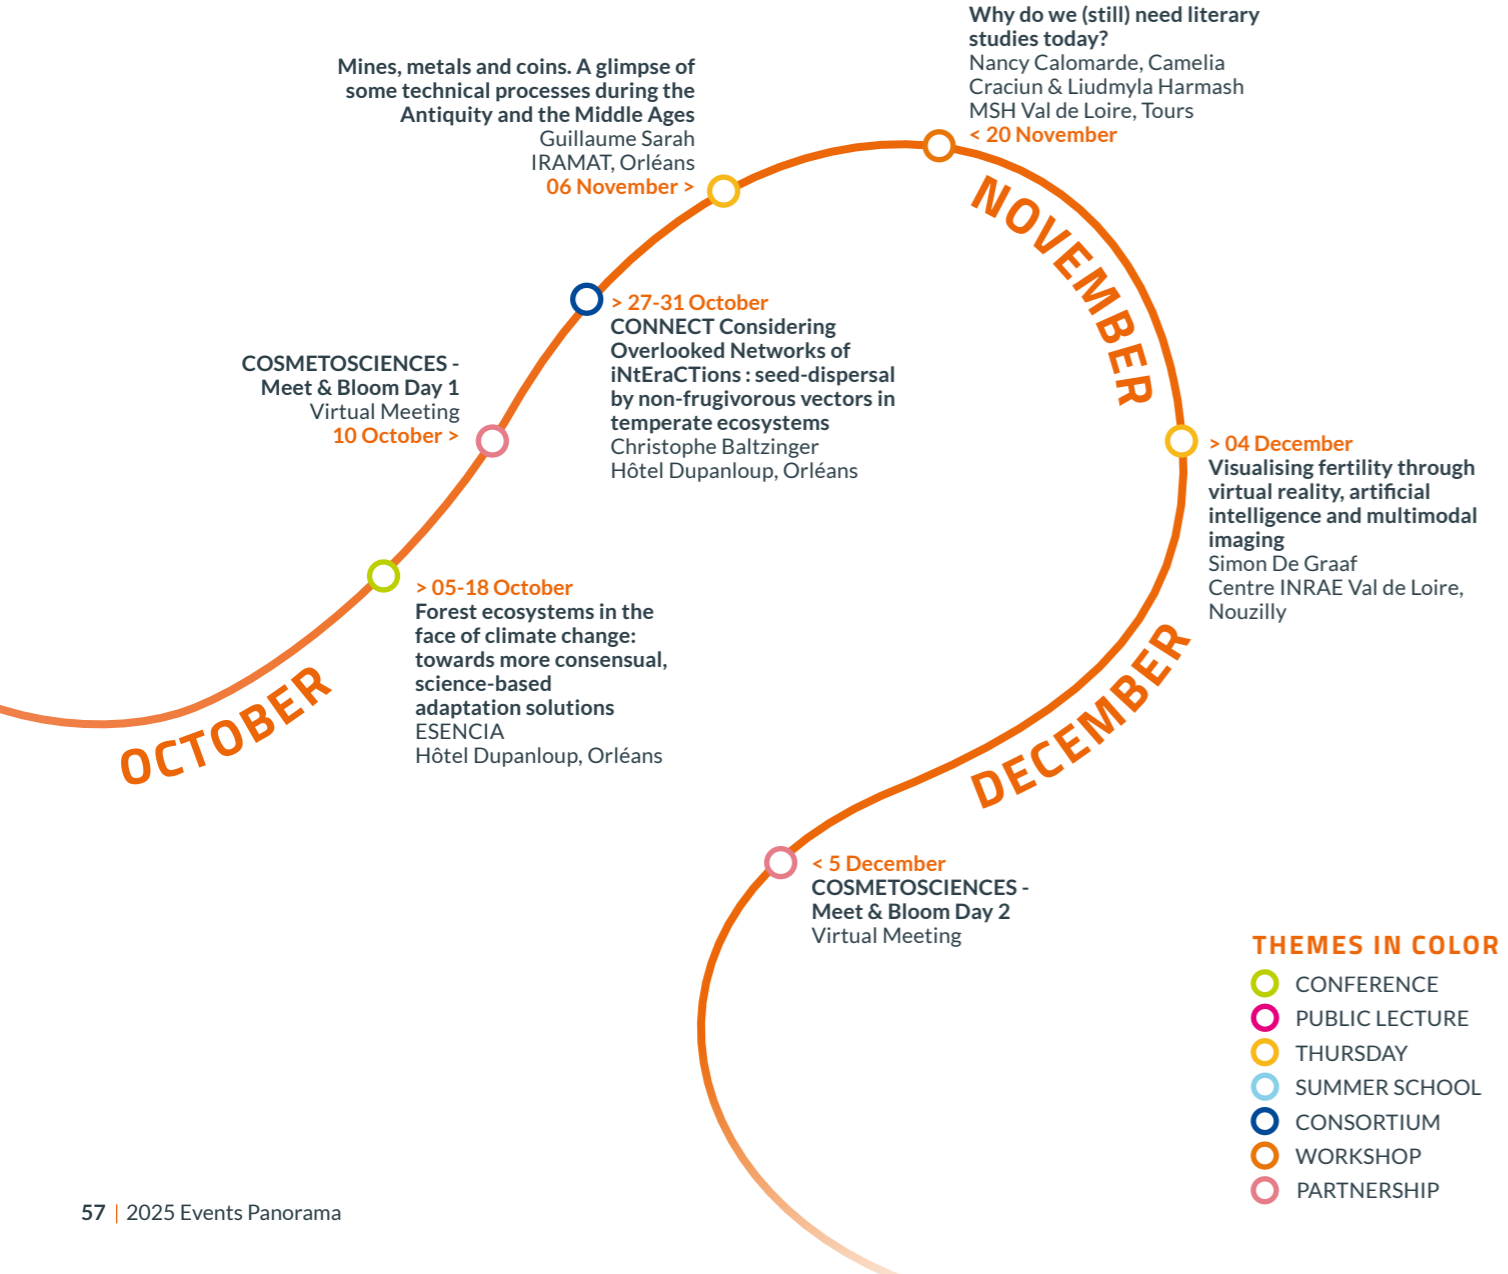 Why do we (still) need literary
studies today?
Nancy Calomarde, Camelia
Craciun & Liudmyla Harmash
MSH Val de Loire, Tours
< 20 November
Mines, metals and coins. A glimpse of
some technical processes during the
Antiquity and the Middle Ages
Guillaume Sarah
IRAMAT, Orléans
06 November >
NOVEMBER
> 27-31 October
CONNECT Considering
Overlooked Networks of
iNtEraCTions : seed-dispersal
by non-frugivorous vectors in
temperate ecosystems
Christophe Baltzinger
Hôtel Dupanloup, Orléans
COSMETOSCIENCES -
Meet & Bloom Day 1
Virtual Meeting
10 October >
> 04 December
Visualising fertility through
virtual reality, artificial
intelligence and multimodal
imaging
Simon De Graaf
Centre INRAE Val de Loire,
Nouzilly
> 05-18 October
Forest ecosystems in the
face of climate change:
towards more consensual,
science-based
adaptation solutions
ESENCIA
Hôtel Dupanloup, Orléans
OCTOBER
DECEMBER
< 5 December
COSMETOSCIENCES -
Meet & Bloom Day 2
Virtual Meeting
THEMES IN COLOR
CONFERENCE
PUBLIC LECTURE
THURSDAY
SUMMER SCHOOL
CONSORTIUM
WORKSHOP
PARTNERSHIP
57 | 2025 Events Panorama